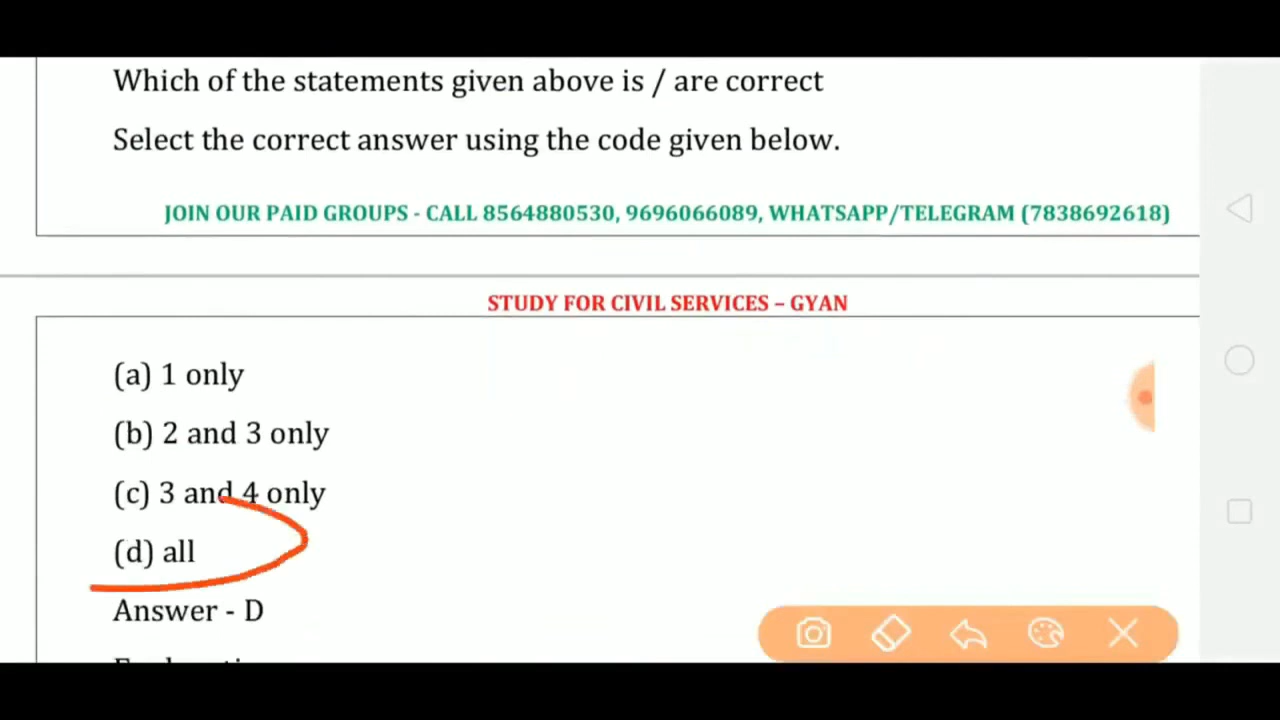 Which of the statements given above is / are correct
Select the correct answer using the code given below.
JOIN OUR PAID GROUPS - CALL 8564880530, 9696066089, WHATSAPP/TELEGRAM (7838692618)
STUDY FOR CIVIL SERVICES – GYAN
(a) 1 only
(b) 2 and 3 only
(c) 3 and 4 only
(d) all
Answer - D